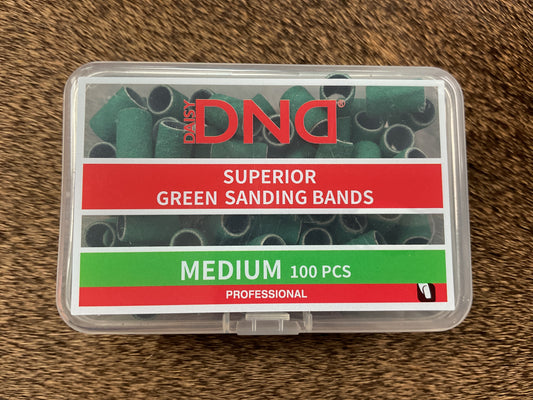 DAISY DND®
SUPERIOR
GREEN SANDING BANDS
MEDIUM 100 PCS
PROFESSIONAL